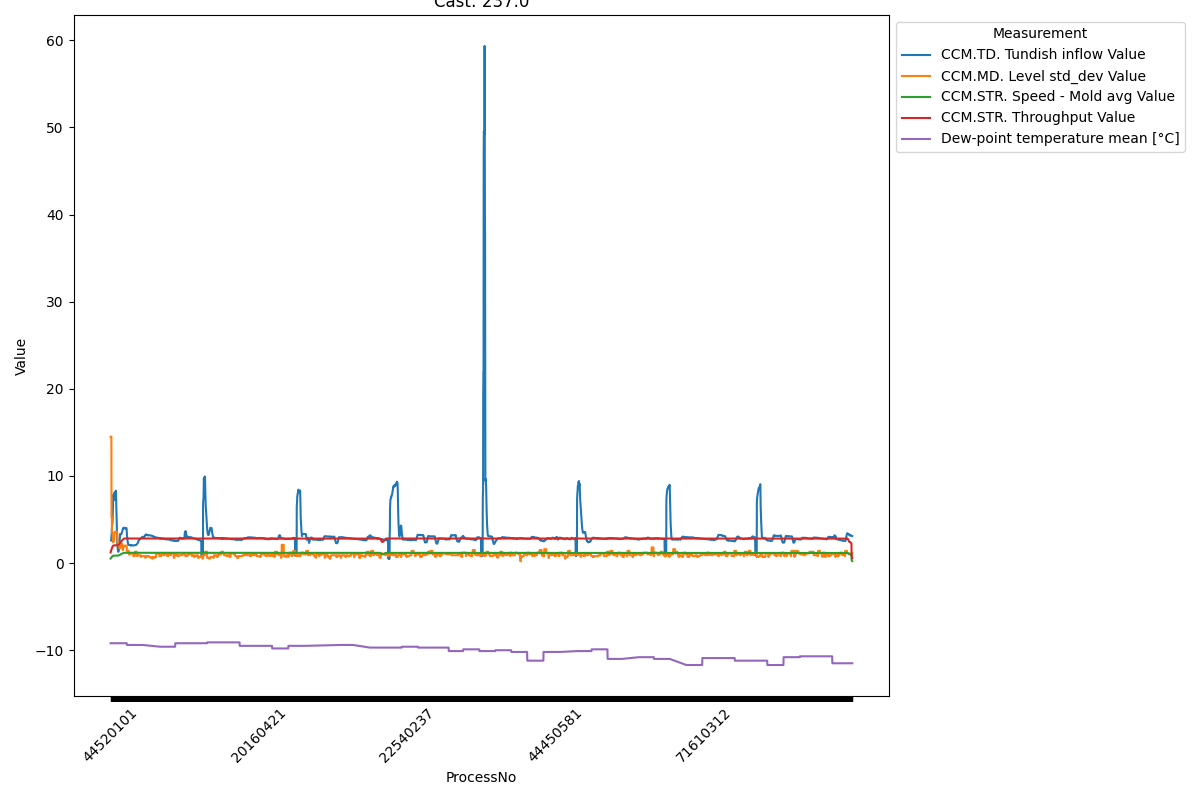 Cast: 237.0
Measurement
CCM.TD. Tundish inflow Value
CCM.MD. Level std_dev Value
CCM.STR. Speed - Mold avg Value
CCM.STR. Throughput Value
Dew-point temperature mean [°C]
60
50
40
30
20
10
0
−10
Value
44520101
20160421
22540237
44450581
71610312
ProcessNo